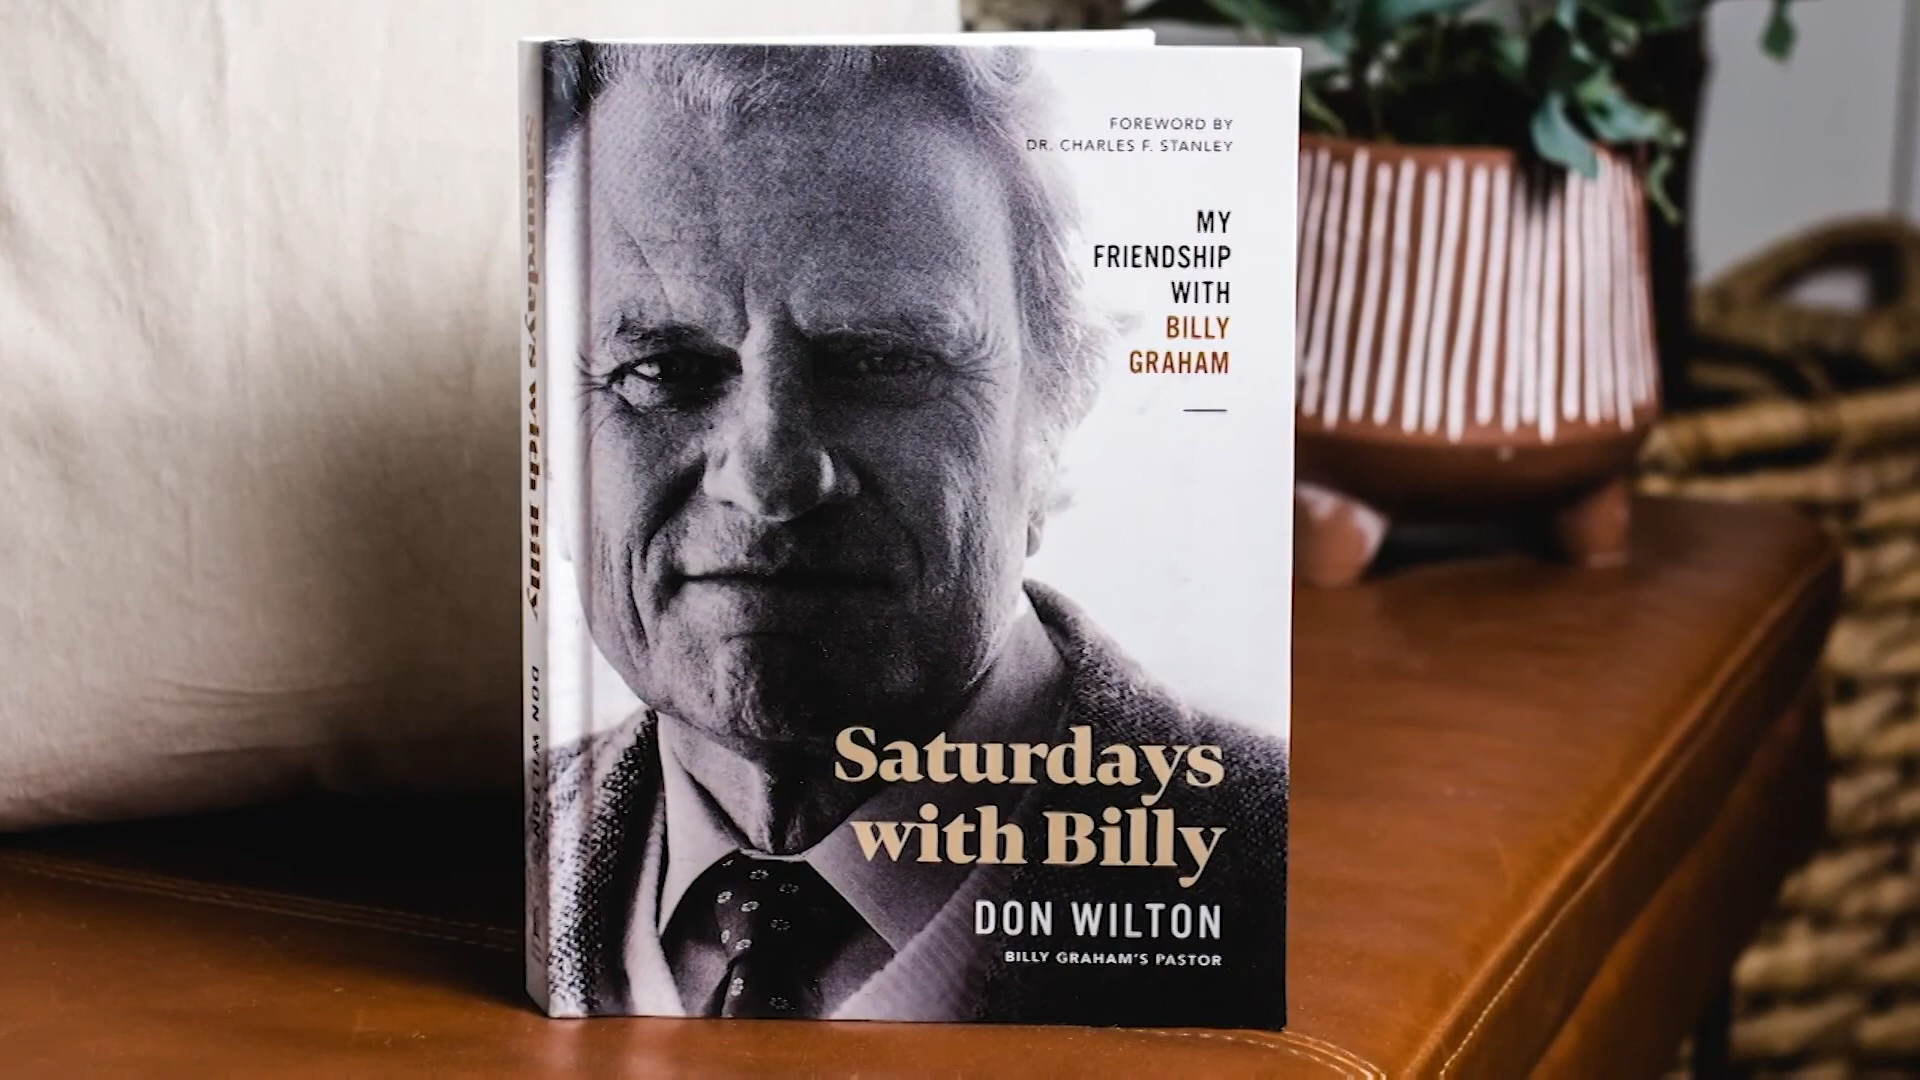 FOREWORD BY
DR. CHARLES F. STANLEY
MY
FRIENDSHIP
WITH
BILLY
GRAHAM
Saturdays
with Billy
DON WILTON
BILLY GRAHAM'S PASTOR
Saturdays with Billy DON WILTON